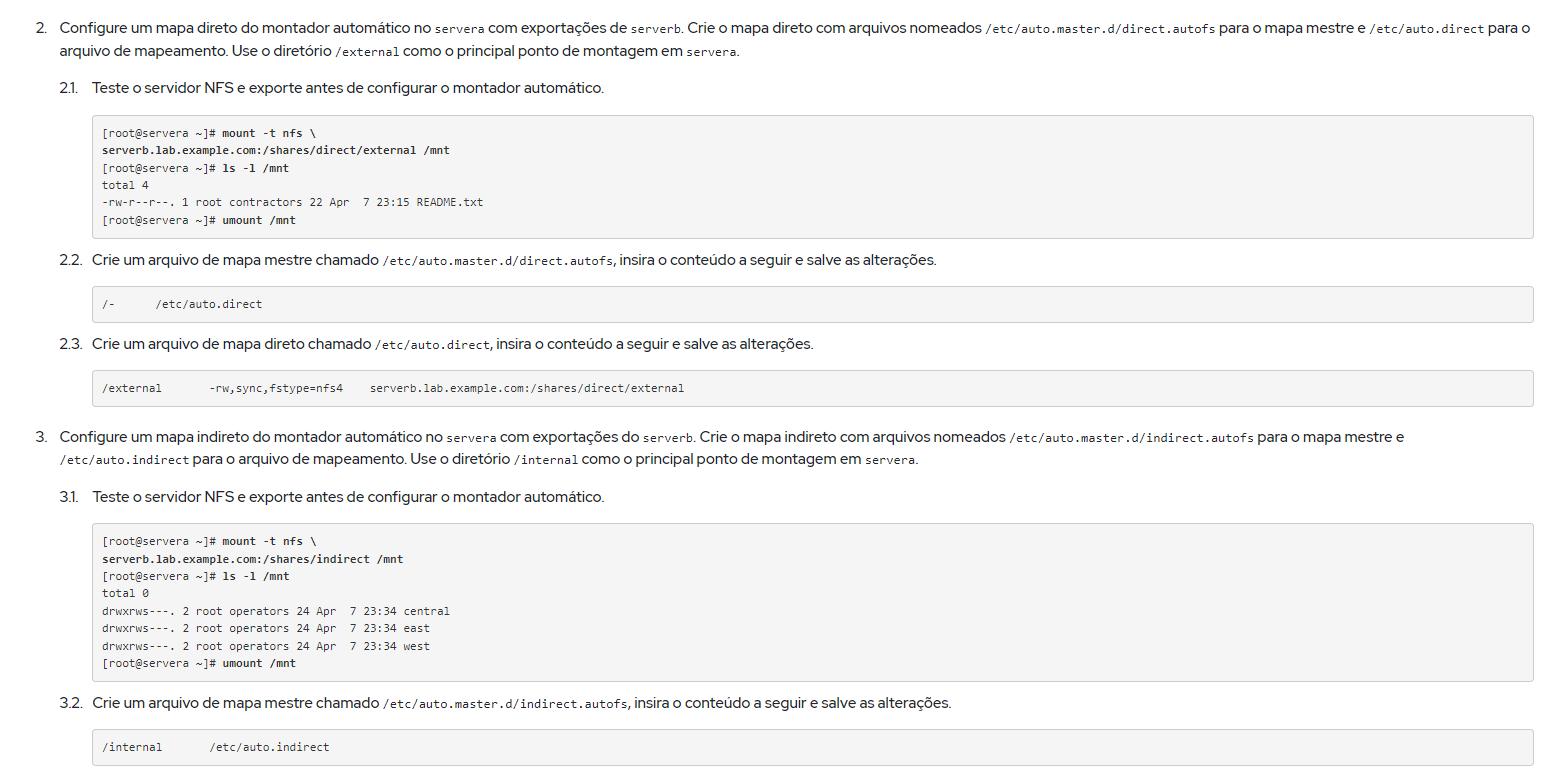 2. Configure um mapa direto do montador automático no servera com exportações de serverb. Crie o mapa direto com arquivos nomeados /etc/auto.master.d/direct.autofs para o mapa mestre e /etc/auto.direct para o
arquivo de mapeamento. Use o diretório /external como o principal ponto de montagem em servera.
2.1. Teste o servidor NFS e exporte antes de configurar o montador automático.
[root@servera ~]# mount -t nfs \
serverb.lab.example.com:/shares/direct/external /mnt
[root@servera ~]# ls -l /mnt
total 4
-rw-r--r--. 1 root contractors 22 Apr  7 23:15 README.txt
[root@servera ~]# umount /mnt
2.2. Crie um arquivo de mapa mestre chamado /etc/auto.master.d/direct.autofs, insira o conteúdo a seguir e salve as alterações.
/-      /etc/auto.direct
2.3. Crie um arquivo de mapa direto chamado /etc/auto.direct, insira o conteúdo a seguir e salve as alterações.
/external       -rw,sync,fstype=nfs4    serverb.lab.example.com:/shares/direct/external
3. Configure um mapa indireto do montador automático no servera com exportações do serverb. Crie o mapa indireto com arquivos nomeados /etc/auto.master.d/indirect.autofs para o mapa mestre e
/etc/auto.indirect para o arquivo de mapeamento. Use o diretório /internal como o principal ponto de montagem em servera.
3.1. Teste o servidor NFS e exporte antes de configurar o montador automático.
[root@servera ~]# mount -t nfs \
serverb.lab.example.com:/shares/indirect /mnt
[root@servera ~]# ls -l /mnt
total 0
drwxrws---. 2 root operators 24 Apr  7 23:34 central
drwxrws---. 2 root operators 24 Apr  7 23:34 east
drwxrws---. 2 root operators 24 Apr  7 23:34 west
[root@servera ~]# umount /mnt
3.2. Crie um arquivo de mapa mestre chamado /etc/auto.master.d/indirect.autofs, insira o conteúdo a seguir e salve as alterações.
/internal       /etc/auto.indirect